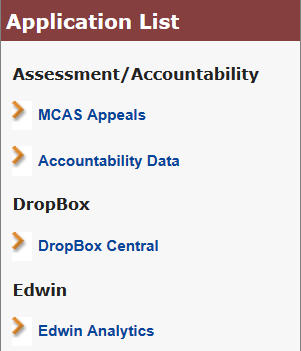 Application List
Assessment/Accountability
MCAS Appeals
Accountability Data
DropBox
DropBox Central
Edwin
Edwin Analytics